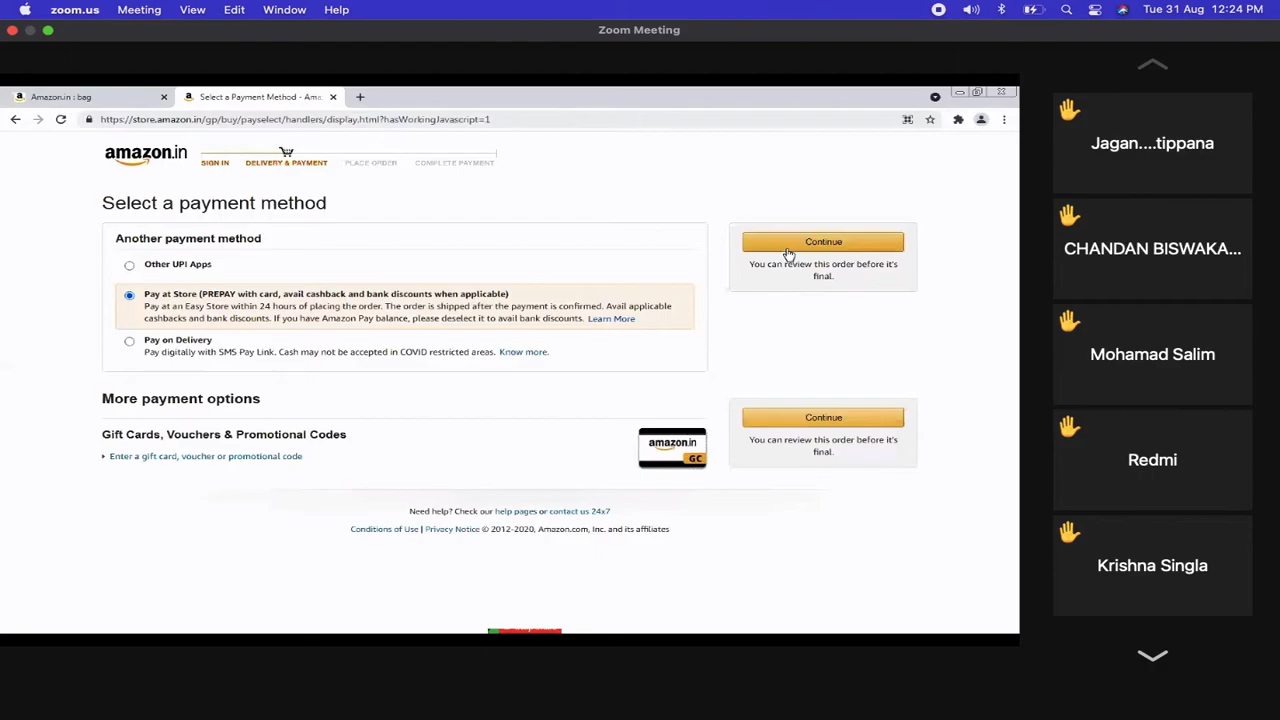 zoom.us Meeting View Edit Window Help Tue 31 Aug 12:24 PM
Zoom Meeting
Amazon.in : bag
Select a Payment Method - Ama
https://store.amazon.in/gp/buy/payselect/handlers/display.html?hasWorkingJavascript=1
amazon.in
SIGN IN DELIVERY & PAYMENT PLACE ORDER COMPLETE PAYMENT
Select a payment method
Another payment method
Other UPI Apps
Pay at Store (PREPAY with card, avail cashback and bank discounts when applicable)
Pay at an Easy Store within 24 hours of placing the order. The order is shipped after the payment is confirmed. Avail applicable
cashbacks and bank discounts. If you have Amazon Pay balance, please deselect it to avail bank discounts. Learn More
Pay on Delivery
Pay digitally with SMS Pay Link. Cash may not be accepted in COVID restricted areas. Know more.
Continue
You can review this order before it's
final.
More payment options
Gift Cards, Vouchers & Promotional Codes
Enter a gift card, voucher or promotional code
amazon.in
GC
Continue
You can review this order before it's
final.
Need help? Check our help pages or contact us 24x7
Conditions of Use | Privacy Notice © 2012-2020, Amazon.com, Inc. and its affiliates
Jagan....tippana
CHANDAN BISWAKA...
Mohamad Salim
Redmi
Krishna Singla